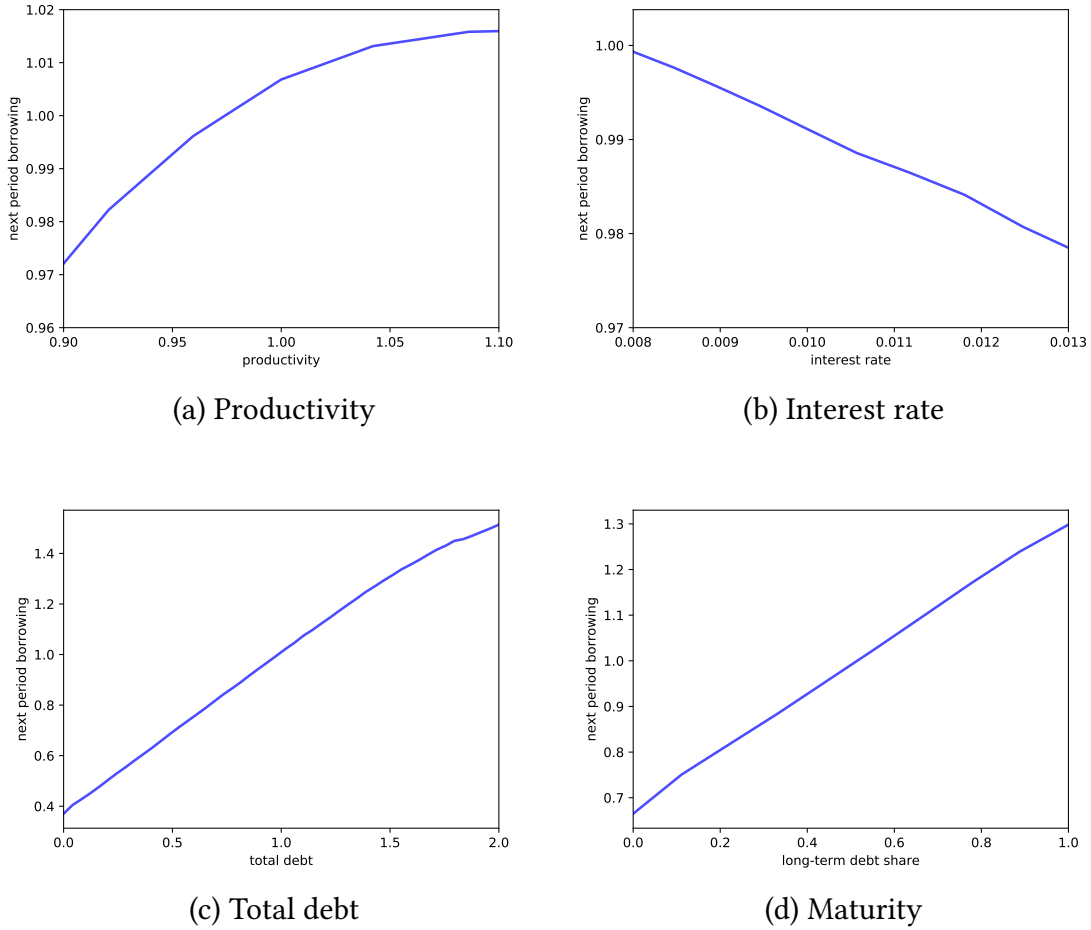 1.02
1.01
1.00
0.99
0.98
0.97
0.96
next period borrowing
0.90 0.95 1.00 1.05 1.10
productivity
(a) Productivity
1.00
0.99
0.98
0.97
next period borrowing
0.008 0.009 0.010 0.011 0.012 0.013
interest rate
(b) Interest rate
1.4
1.2
1.0
0.8
0.6
0.4
next period borrowing
0.0 0.5 1.0 1.5 2.0
total debt
(c) Total debt
1.3
1.2
1.1
1.0
0.9
0.8
0.7
next period borrowing
0.0 0.2 0.4 0.6 0.8 1.0
long-term debt share
(d) Maturity